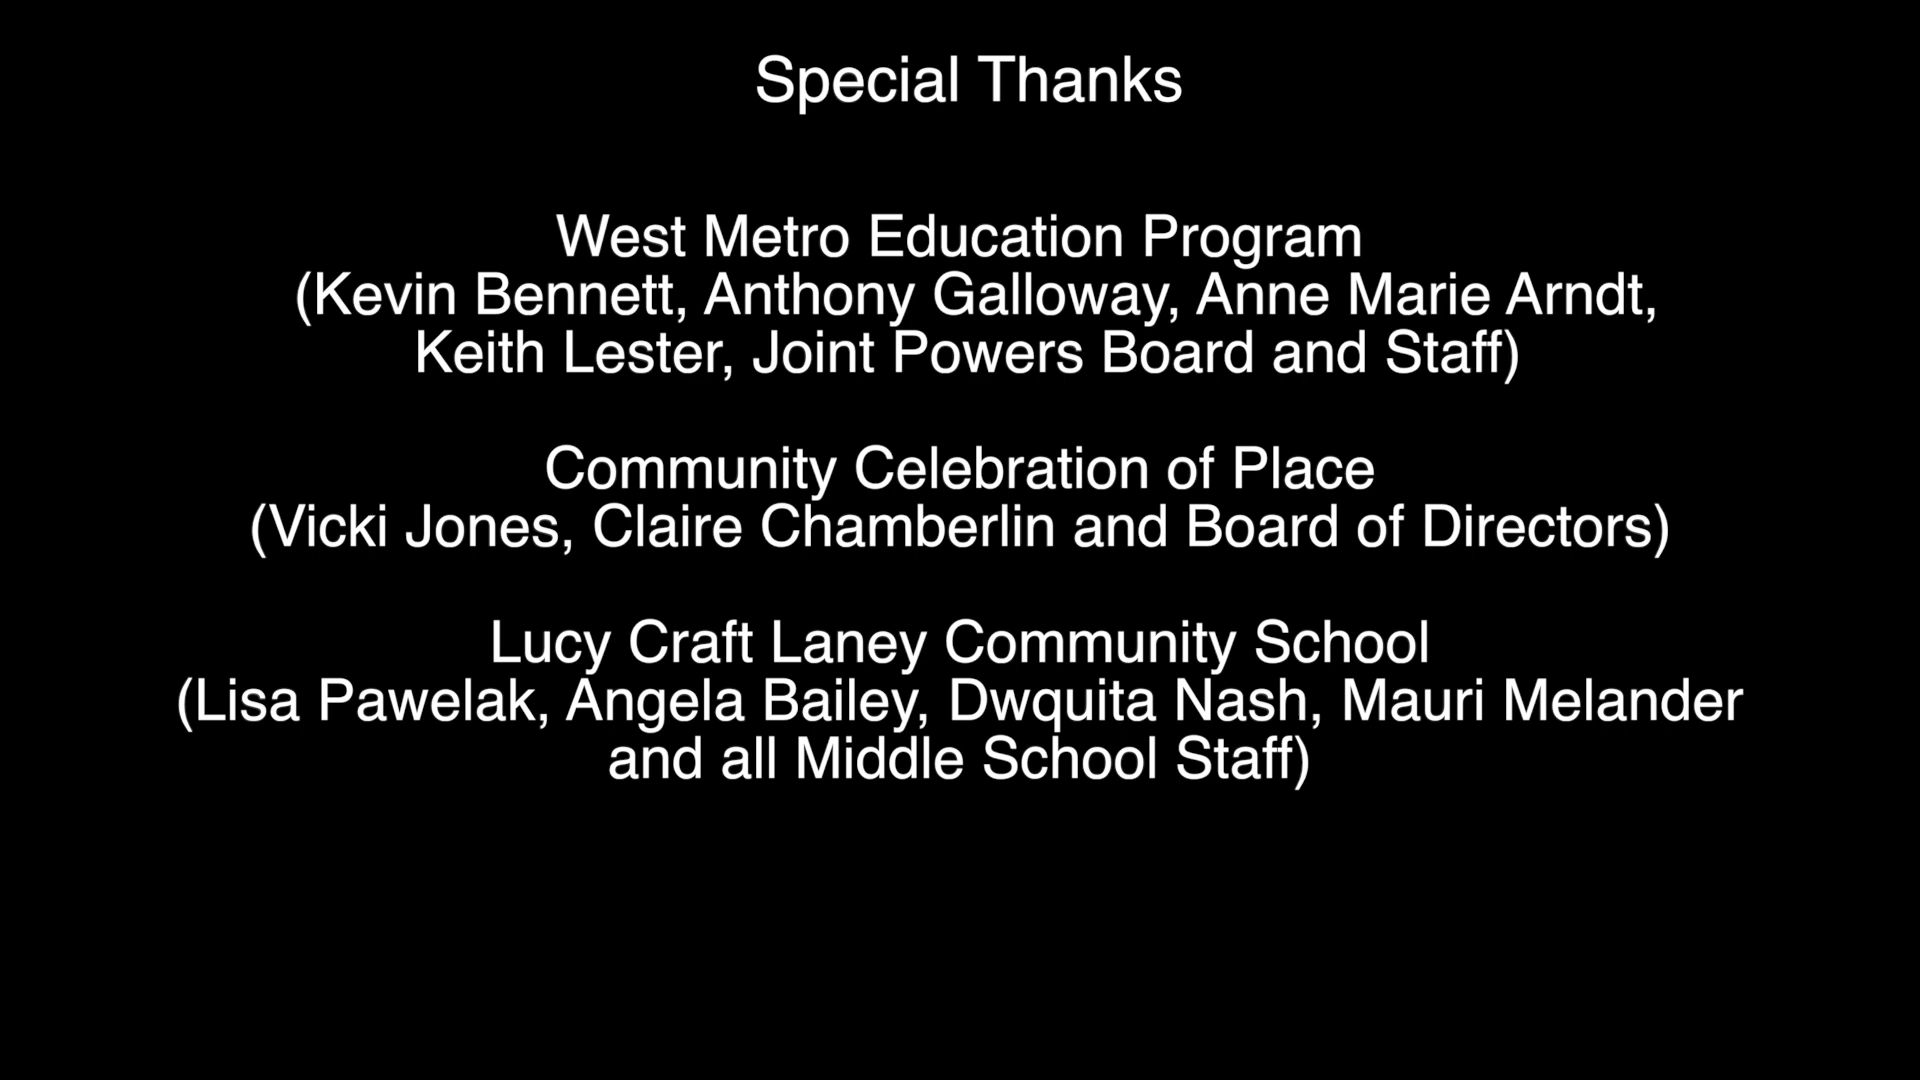 Special Thanks
West Metro Education Program
(Kevin Bennett, Anthony Galloway, Anne Marie Arndt,
Keith Lester, Joint Powers Board and Staff)
Community Celebration of Place
(Vicki Jones, Claire Chamberlin and Board of Directors)
Lucy Craft Laney Community School
(Lisa Pawelak, Angela Bailey, Dwquita Nash, Mauri Melander
and all Middle School Staff)